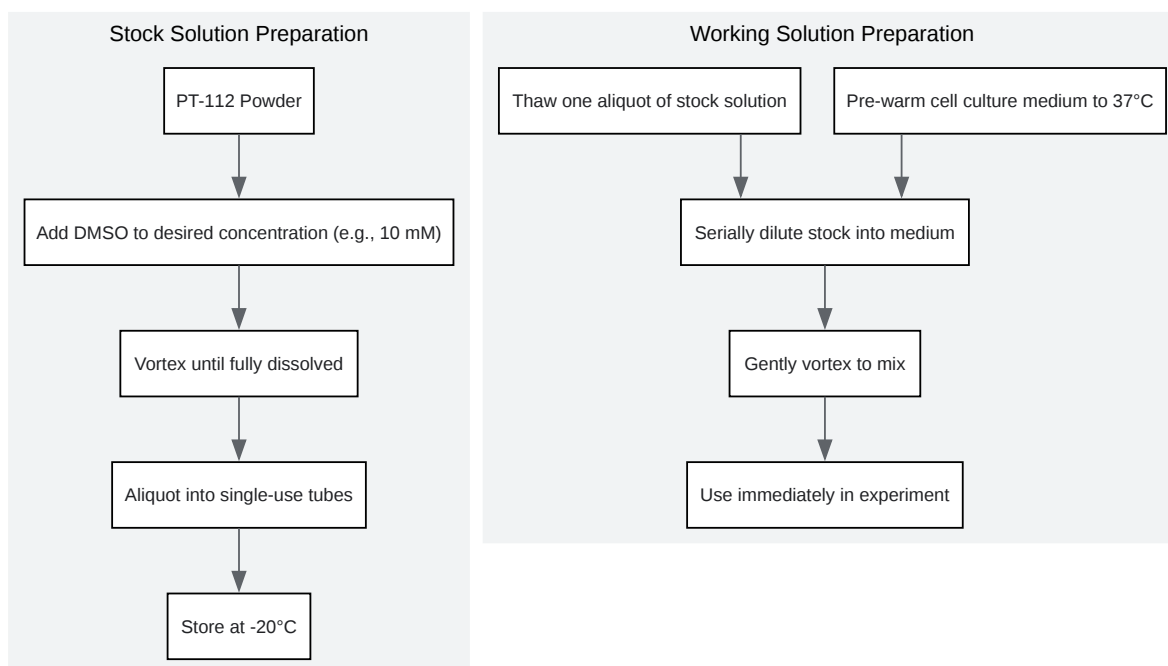 Stock Solution Preparation
PT-112 Powder
Add DMSO to desired concentration (e.g., 10 mM)
Vortex until fully dissolved
Aliquot into single-use tubes
Store at -20°C
Working Solution Preparation
Thaw one aliquot of stock solution
Pre-warm cell culture medium to 37°C
Serially dilute stock into medium
Gently vortex to mix
Use immediately in experiment